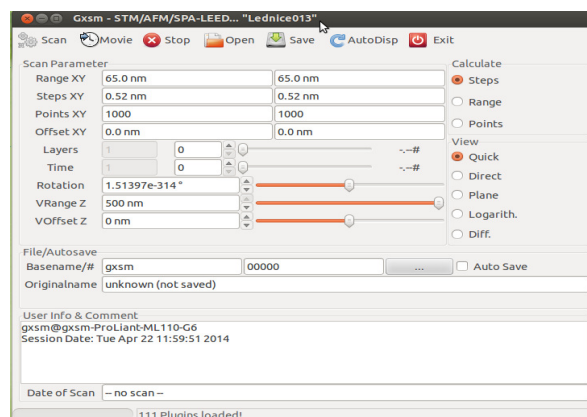 Gxsm - STM/AFM/SPA-LEED... "Lednice013"
Scan Movie Stop Open Save AutoDisp Exit
Scan Parameter Calculate
Range XY 65.0 nm 65.0 nm Steps
Steps XY 0.52 nm 0.52 nm Range
Points XY 1000 1000 Points
Offset XY 0.0 nm 0.0 nm View
Layers 1 0 -.--# Quick
Time 1 0 -.--# Direct
Rotation 1.51397e-314 ° Plane
VRange Z 500 nm Logarith.
VOffset Z 0 nm Diff.
File/Autosave
Basename/# gxsm 00000 ... Auto Save
Originalname unknown (not saved)
User Info & Comment
gxsm@gxsm-ProLiant-ML110-G6
Session Date: Tue Apr 22 11:59:51 2014
Date of Scan -- no scan --
111 Plugins loaded!